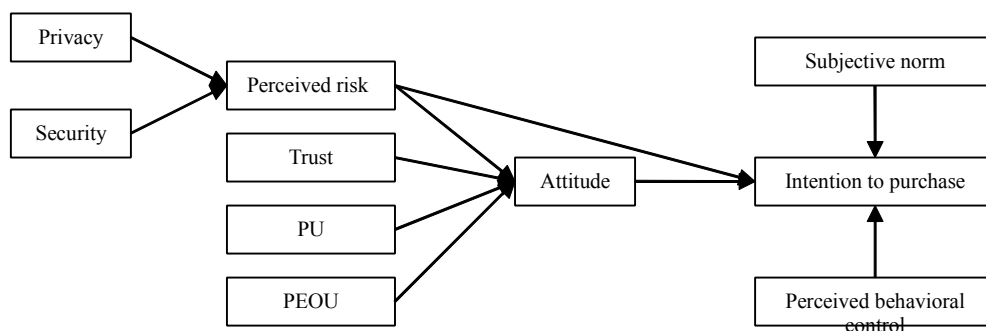 Privacy
Security
Perceived risk
Trust
PU
PEOU
Attitude
Subjective norm
Intention to purchase
Perceived behavioral
control